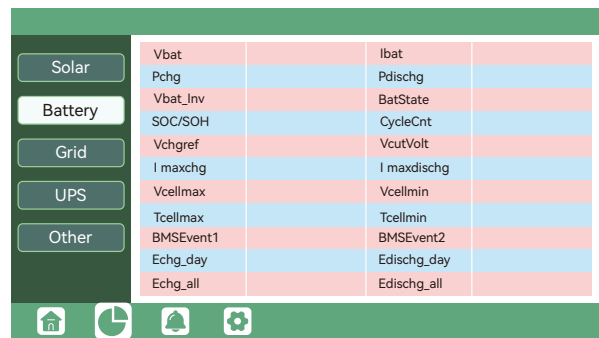 Solar
Battery
Grid
UPS
Other
Vbat Ibat
Pchg Pdischg
Vbat_Inv BatState
SOC/SOH CycleCnt
Vchgref VcutVolt
I maxchg I maxdischg
Vcellmax Vcellmin
Tcellmax Tcellmin
BMSEvent1 BMSEvent2
Echg_day Edischg_day
Echg_all Edischg_all